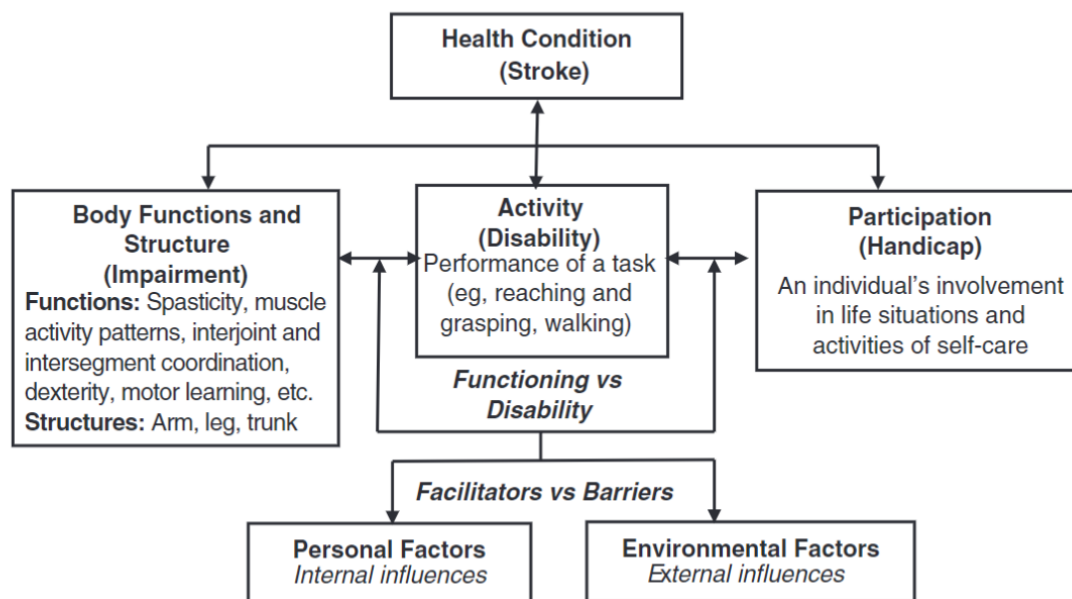 Health Condition
(Stroke)
Body Functions and
Structure
(Impairment)
Functions: Spasticity, muscle
activity patterns, interjoint and
intersegment coordination,
dexterity, motor learning, etc.
Structures: Arm, leg, trunk
Activity
(Disability)
Performance of a task
(eg, reaching and
grasping, walking)
Participation
(Handicap)
An individual’s involvement
in life situations and
activities of self-care
Functioning vs
Disability
Facilitators vs Barriers
Personal Factors
Internal influences
Environmental Factors
External influences